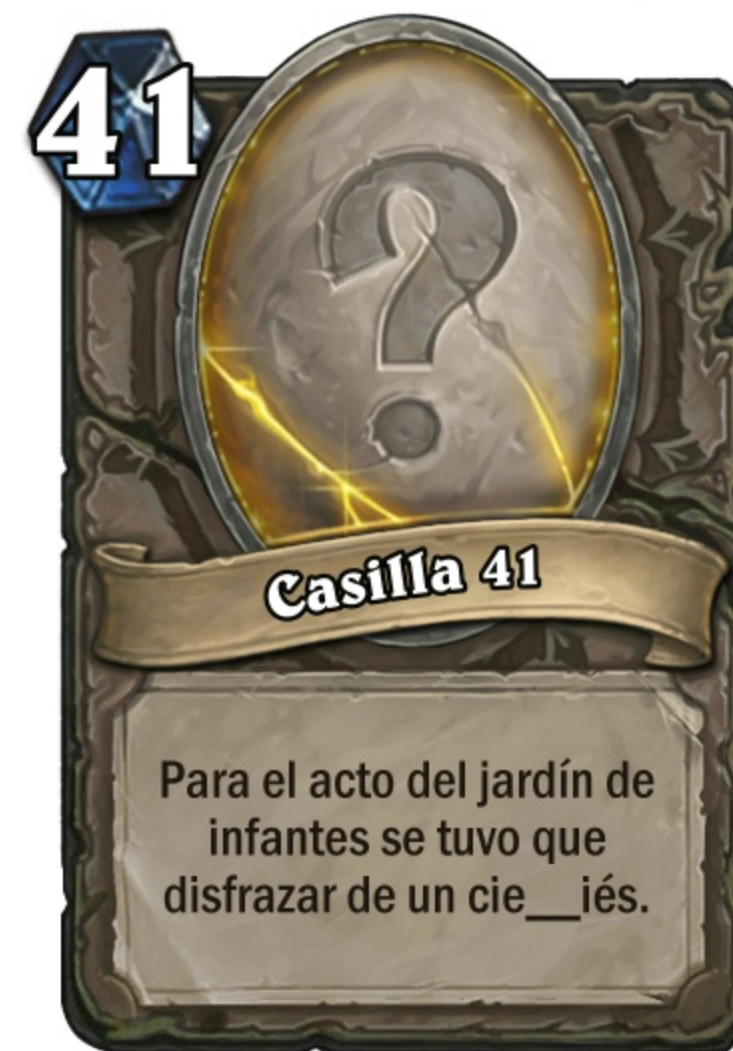 41
?
Casilla 41
Para el acto del jardín de
infantes se tuvo que
disfrazar de un cie__iés.